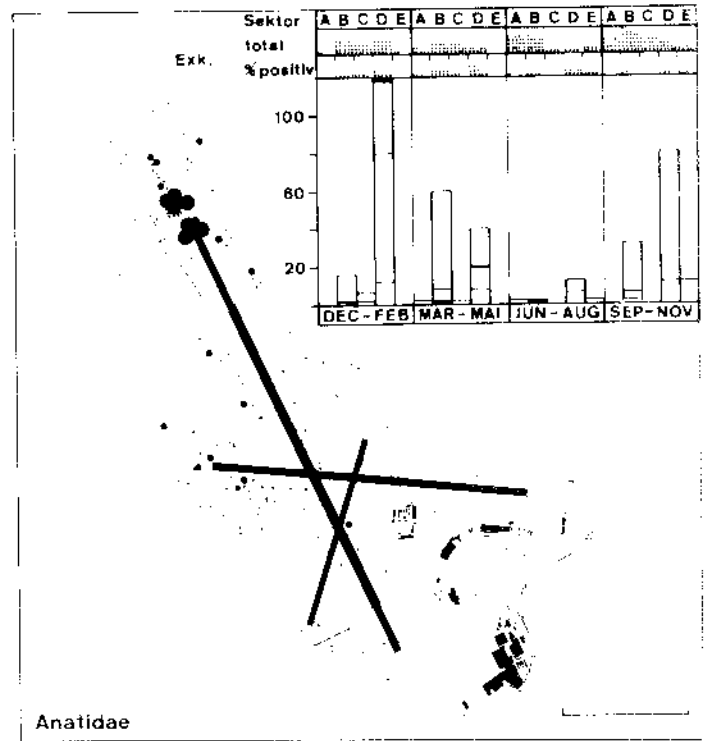 Sektor A B C D E A B C D E A B C D E A B C D E
total
Exk.
% positiv
100
60
20
DEC-FEB MAR-MAI JUN-AUG SEP-NOV
Anatidae